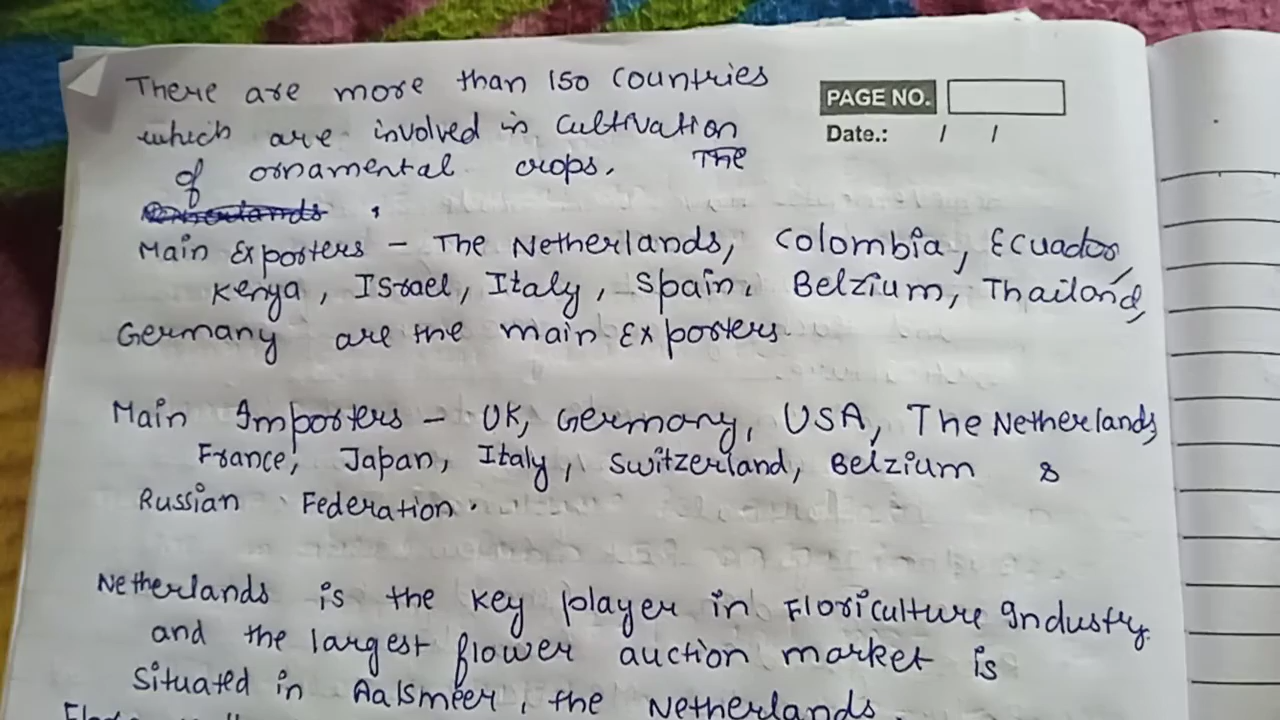 There are more than 150 countries
PAGE NO.
which are involved in cultivation
Date.: / /
of ornamental crops. The
Main Exporters - The Netherlands, Colombia, Ecuador,
Kenya, Israel, Italy, Spain, Belzium, Thailand,
Germany are the main Exporters.
Main Importers - UK, Germany, USA, The Netherlands,
France, Japan, Italy, Switzerland, Belzium &
Russian Federation.
Netherlands is the key player in Floriculture Industry.
and the largest flower auction market is
situated in Aalsmeer, the Netherlands.